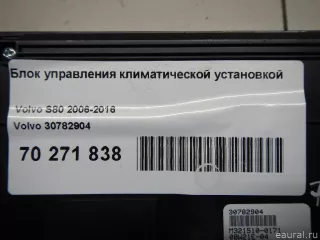 Блок управления климатической установкой
Volvo S80 2006-2016
Volvo 30782904
70 271 838
30782904
eaural.ru